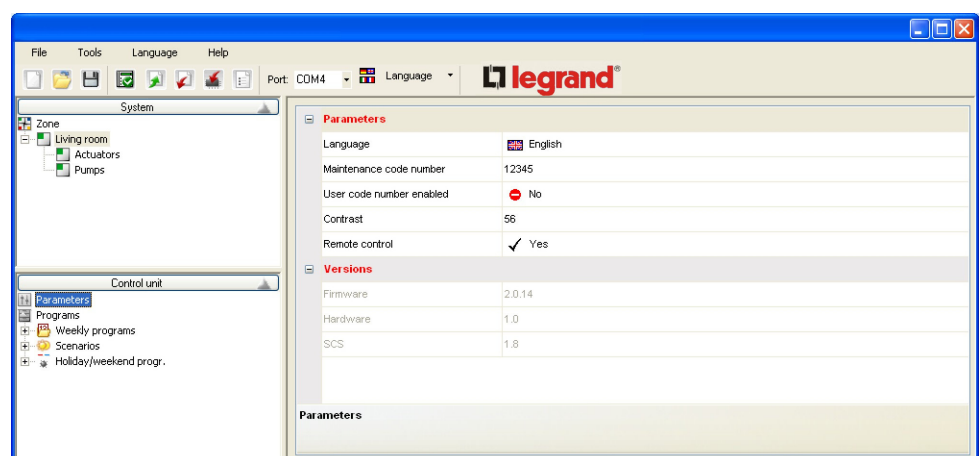 File Tools Language Help
Port: COM4 Language legrand®
System
Zone
Living room
Actuators
Pumps
Control unit
Parameters
Programs
Weekly programs
Scenarios
Holiday/weekend progr.
Parameters
Language English
Maintenance code number 12345
User code number enabled No
Contrast 56
Remote control Yes
Versions
Firmware 2.0.14
Hardware 1.0
SCS 1.8
Parameters